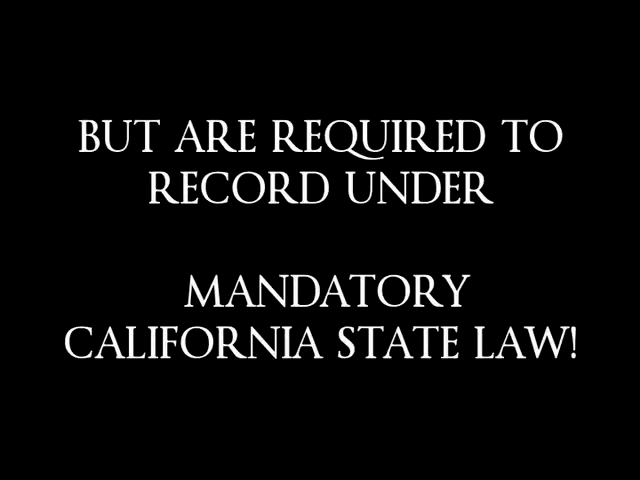 BUT ARE REQUIRED TO
RECORD UNDER
MANDATORY
CALIFORNIA STATE LAW!